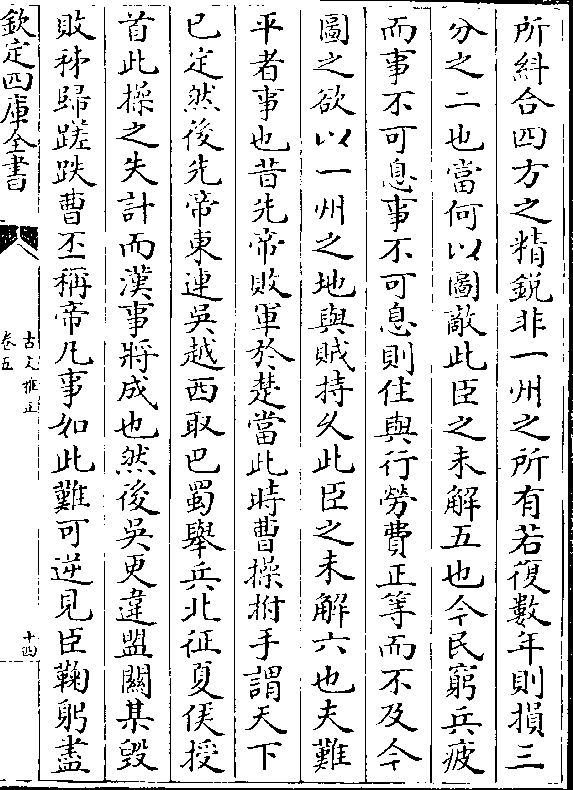 所糾合四方之精銳非一州之所有若復數年則損三
分之二也當何以圖敵此臣之未解五也今民窮兵疲
而事不可息事不可息則住與行勞費正等而不及今
圖之欲以一州之地與賊持久此臣之未解六也夫難
平者事也昔先帝敗軍於楚當此時曹操拊手謂天下
已定然後先帝東連吳越西取巴蜀舉兵北征夏侯授
首此操之失計而漢事將成也然後吳更違盟關某毀
敗秭歸蹉跌曹丕稱帝凡事如此難可逆見臣鞠躬盡
欽定四庫全書
卷五
古文雅正
十四